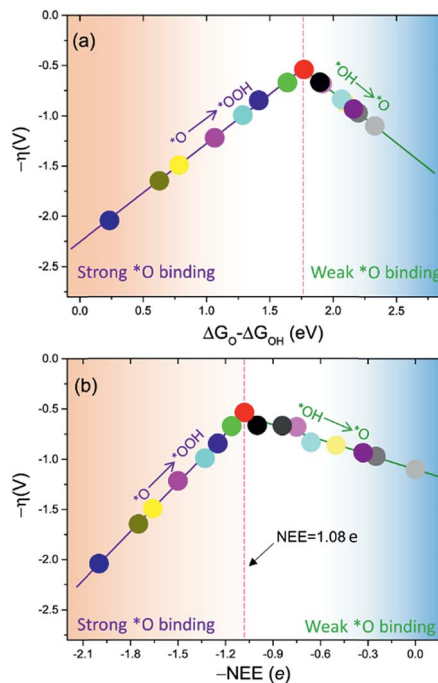 (a)
0.0
-0.5
-1.0
-1.5
-2.0
-2.5
−η(V)
*O → *OOH
*OH → *O
Strong *O binding
Weak *O binding
0.0 0.5 1.0 1.5 2.0 2.5
ΔG_O-ΔG_OH (eV)
(b)
0.0
-0.5
-1.0
-1.5
-2.0
-2.5
−η(V)
*O → *OOH
*OH → *O
NEE=1.08 e
Strong *O binding
Weak *O binding
-2.1 -1.8 -1.5 -1.2 -0.9 -0.6 -0.3 0.0
−NEE (e)